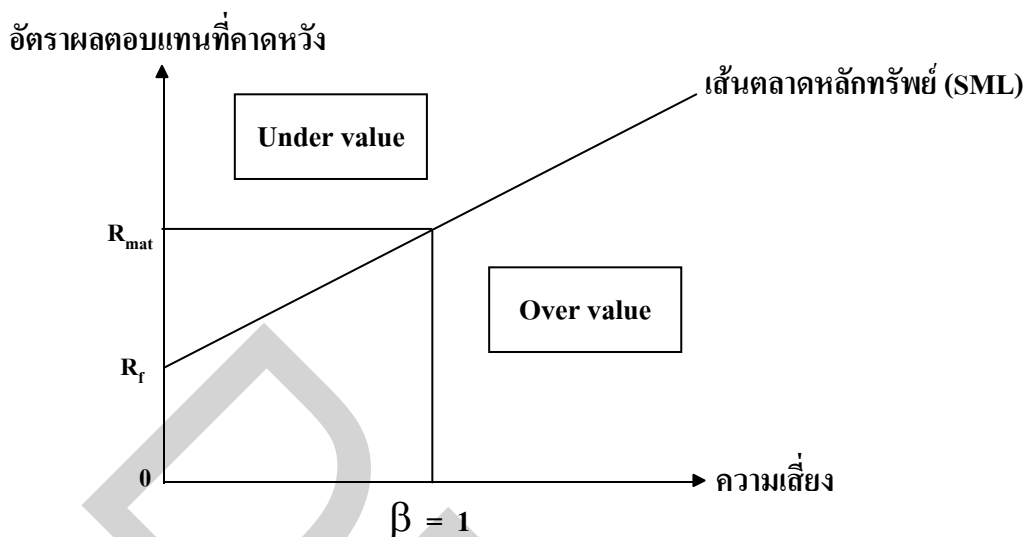 อัตราผลตอบแทนที่คาดหวัง
เส้นตลาดหลักทรัพย์ (SML)
Under value
R_mat
Over value
R_f
0
ความเสี่ยง
β = 1